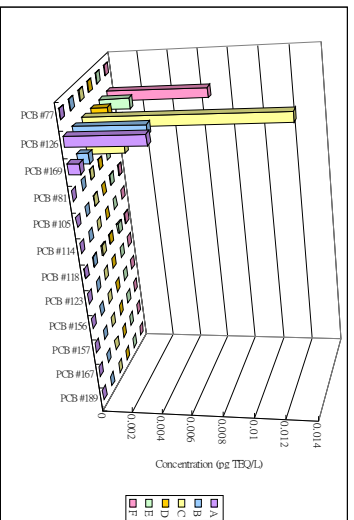 PCB #77
PCB #126
PCB #169
PCB #81
PCB #105
PCB #114
PCB #118
PCB #123
PCB #156
PCB #157
PCB #167
PCB #189
0
0.002
0.004
0.006
0.008
0.01
0.012
0.014
Concentration (pg TEQ/L)
A
B
C
D
E
F